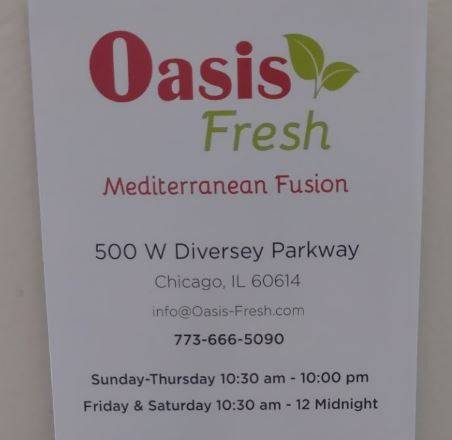 Oasis
Fresh
Mediterranean Fusion
500 W Diversey Parkway
Chicago, IL 60614
info@Oasis-Fresh.com
773-666-5090
Sunday-Thursday 10:30 am - 10:00 pm
Friday & Saturday 10:30 am - 12 Midnight